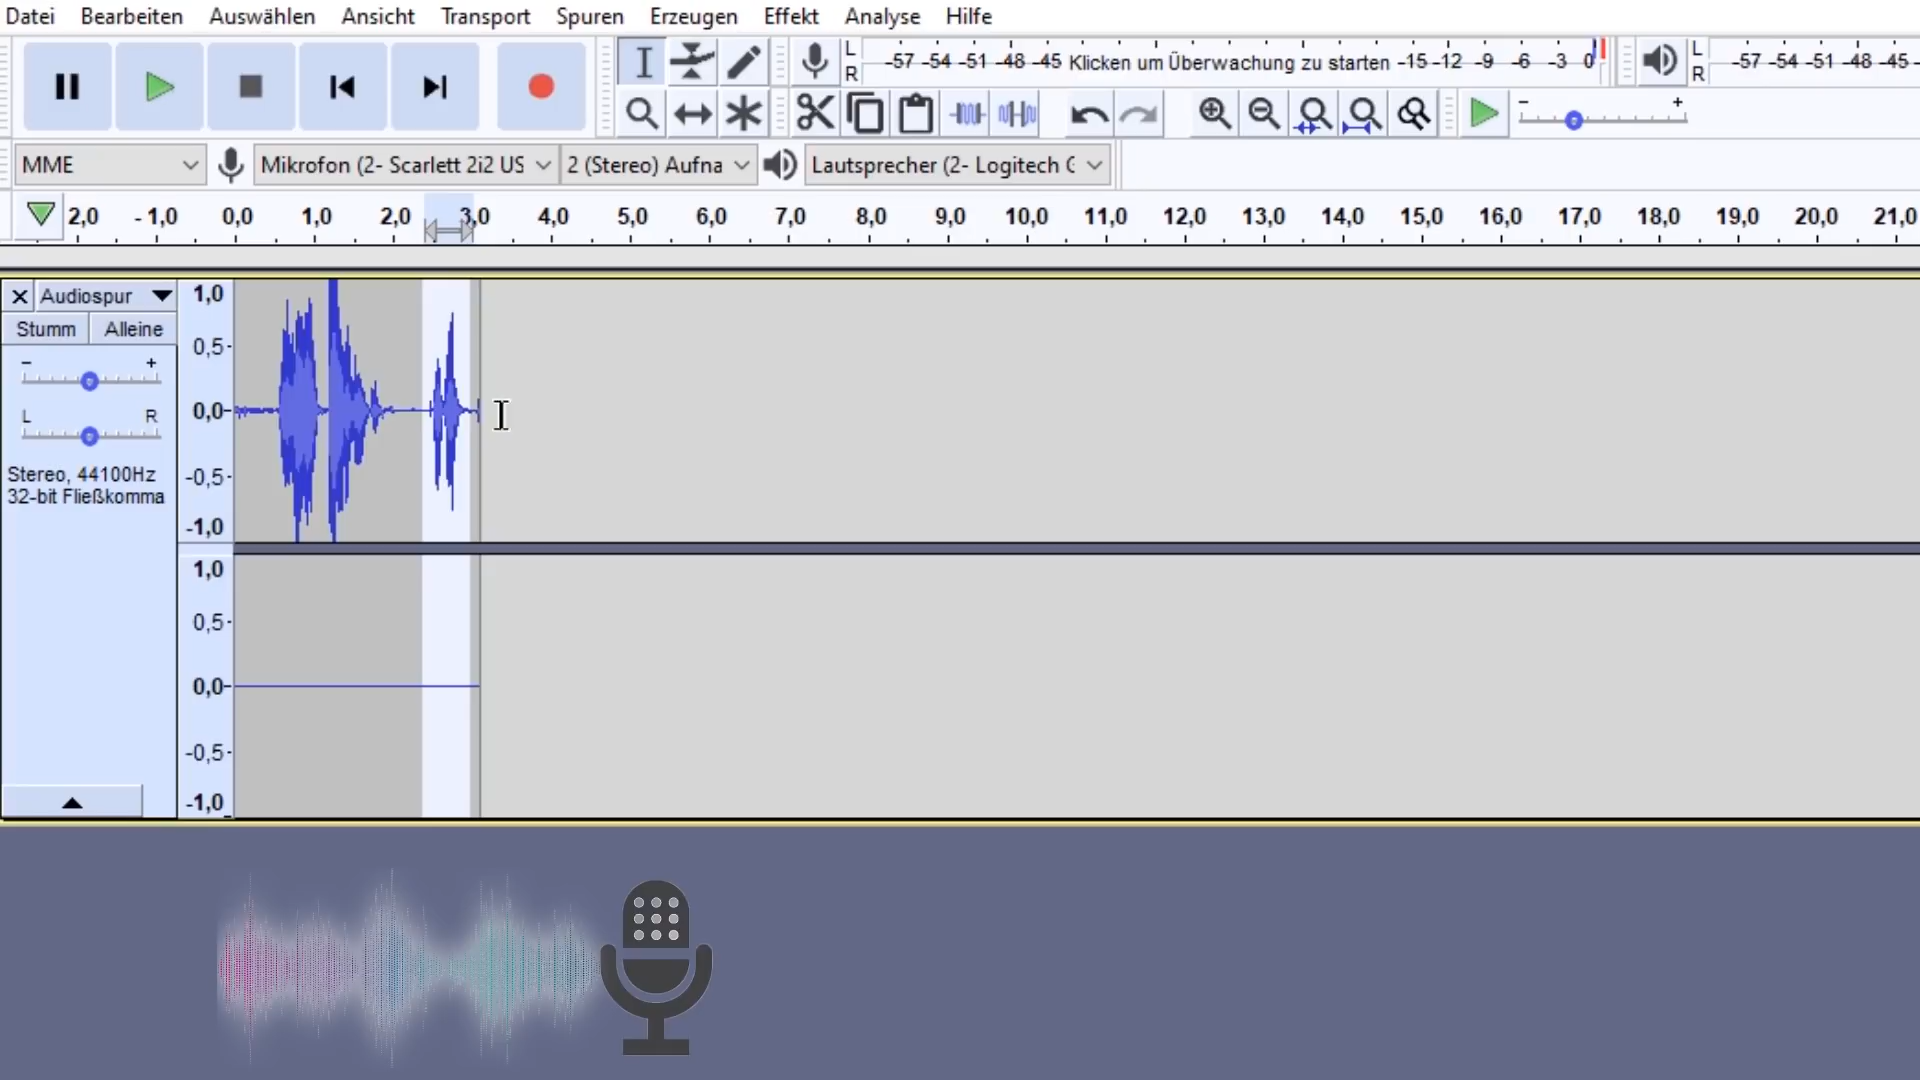 Datei Bearbeiten Auswählen Ansicht Transport Spuren Erzeugen Effekt Analyse Hilfe
L
R
-57 -54 -51 -48 -45 Klicken um Überwachung zu starten -15 -12 -9 -6 -3 0
L
R
-57 -54 -51 -48 -45
- +
MME Mikrofon (2- Scarlett 2i2 US 2 (Stereo) Aufna Lautsprecher (2- Logitech G
2,0 - 1,0 0,0 1,0 2,0 3,0 4,0 5,0 6,0 7,0 8,0 9,0 10,0 11,0 12,0 13,0 14,0 15,0 16,0 17,0 18,0 19,0 20,0 21,0
X Audiospur
Stumm Alleine
- +
L R
Stereo, 44100Hz
32-bit Fließkomma
1,0
0,5
0,0
-0,5
-1,0
1,0
0,5
0,0
-0,5
-1,0